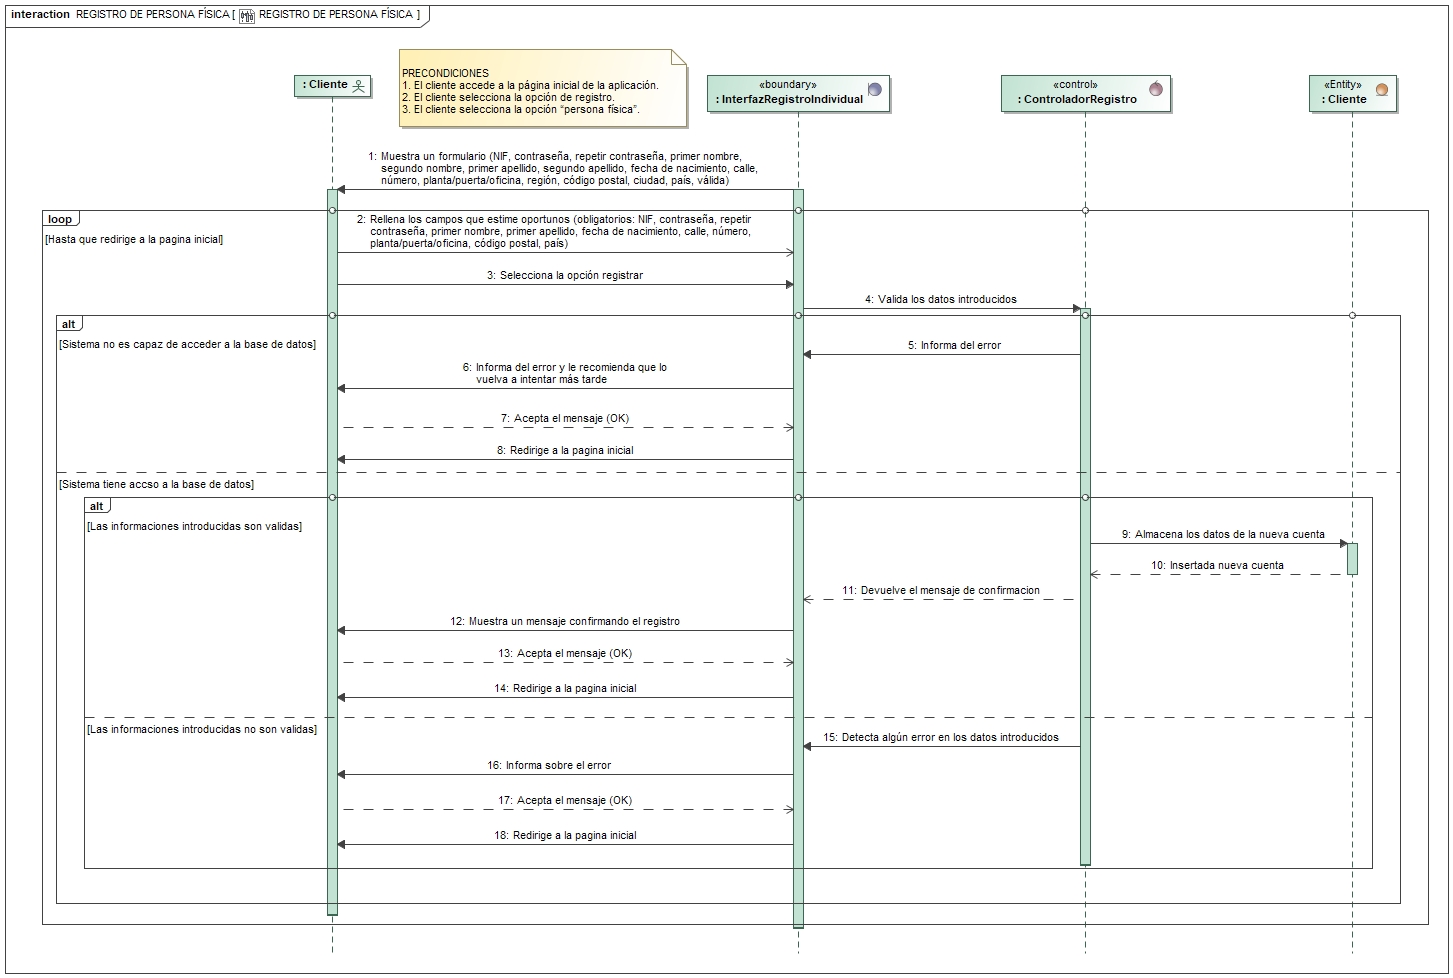 interaction REGISTRO DE PERSONA FÍSICA [ REGISTRO DE PERSONA FÍSICA ]
: Cliente
PRECONDICIONES
1. El cliente accede a la página inicial de la aplicación.
2. El cliente selecciona la opción de registro.
3. El cliente selecciona la opción “persona física”.
«boundary»
: InterfazRegistroIndividual
«control»
: ControladorRegistro
«Entity»
: Cliente
1: Muestra un formulario (NIF, contraseña, repetir contraseña, primer nombre,
segundo nombre, primer apellido, segundo apellido, fecha de nacimiento, calle,
número, planta/puerta/oficina, región, código postal, ciudad, país, válida)
loop
[Hasta que redirige a la pagina inicial]
2: Rellena los campos que estime oportunos (obligatorios: NIF, contraseña, repetir
contraseña, primer nombre, primer apellido, fecha de nacimiento, calle, número,
planta/puerta/oficina, código postal, país)
3: Selecciona la opción registrar
4: Valida los datos introducidos
alt
[Sistema no es capaz de acceder a la base de datos]
5: Informa del error
6: Informa del error y le recomienda que lo
vuelva a intentar más tarde
7: Acepta el mensaje (OK)
8: Redirige a la pagina inicial
[Sistema tiene accso a la base de datos]
alt
[Las informaciones introducidas son validas]
9: Almacena los datos de la nueva cuenta
10: Insertada nueva cuenta
11: Devuelve el mensaje de confirmacion
12: Muestra un mensaje confirmando el registro
13: Acepta el mensaje (OK)
14: Redirige a la pagina inicial
[Las informaciones introducidas no son validas]
15: Detecta algún error en los datos introducidos
16: Informa sobre el error
17: Acepta el mensaje (OK)
18: Redirige a la pagina inicial